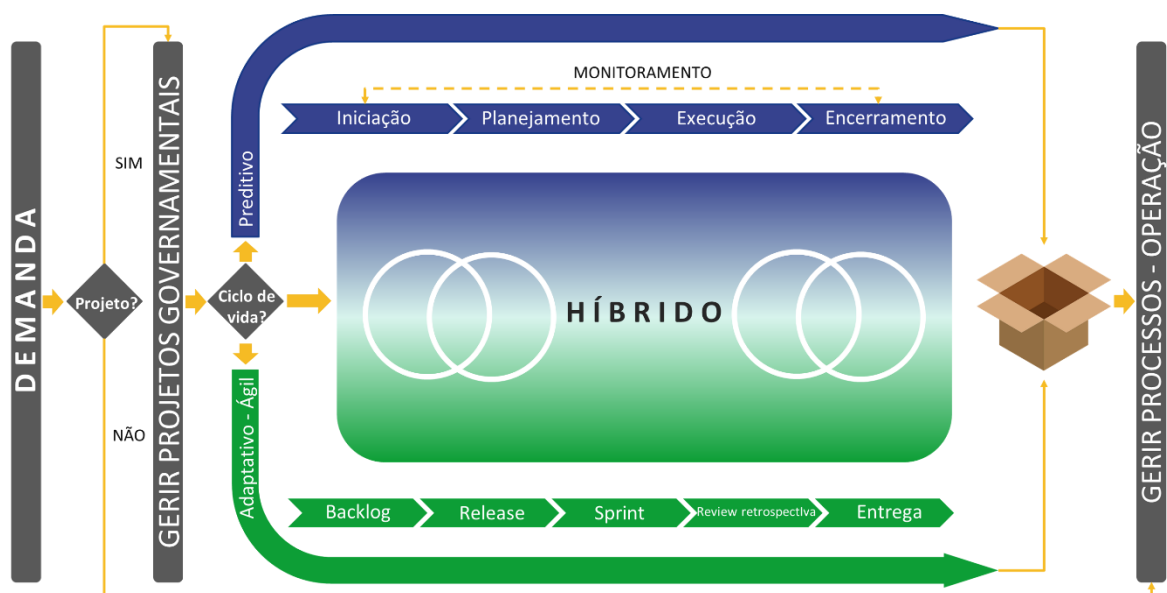 DEMANDA
Projeto?
SIM
NÃO
GERIR PROJETOS GOVERNAMENTAIS
Ciclo de
vida?
Preditivo
MONITORAMENTO
Iniciação
Planejamento
Execução
Encerramento
HÍBRIDO
Adaptativo - Ágil
Backlog
Release
Sprint
Review retrospectIva
Entrega
GERIR PROCESSOS - OPERAÇÃO